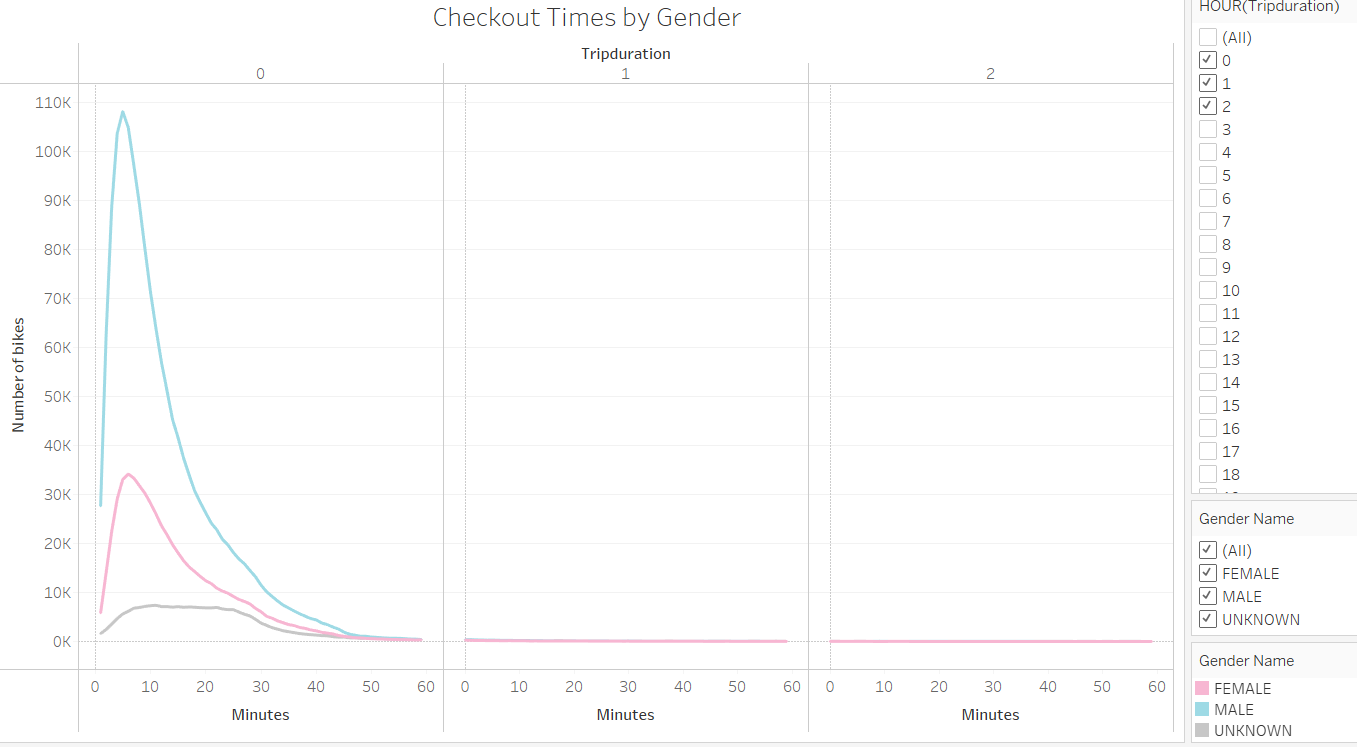 Checkout Times by Gender
Tripduration
0 1 2
110K
100K
90K
80K
70K
60K
50K
40K
30K
20K
10K
0K
Number of bikes
0 10 20 30 40 50 60 0 10 20 30 40 50 60 0 10 20 30 40 50 60
Minutes Minutes Minutes
HOUR(Tripduration)
(All)
0
1
2
3
4
5
6
7
8
9
10
11
12
13
14
15
16
17
18
Gender Name
(All)
FEMALE
MALE
UNKNOWN
Gender Name
FEMALE
MALE
UNKNOWN